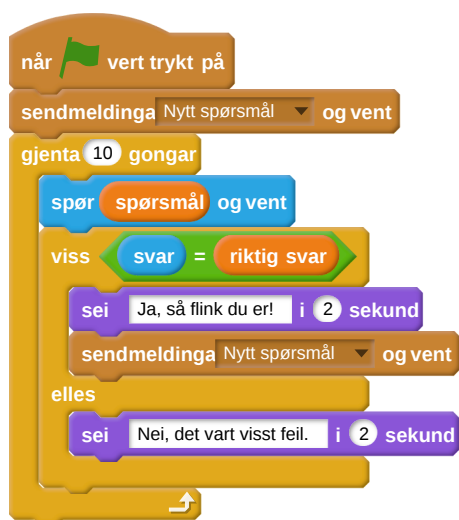 når vert trykt på
sendmeldinga Nytt spørsmål og vent
gjenta 10 gongar
spør spørsmål og vent
viss svar = riktig svar
sei Ja, så flink du er! i 2 sekund
sendmeldinga Nytt spørsmål og vent
elles
sei Nei, det vart visst feil. i 2 sekund